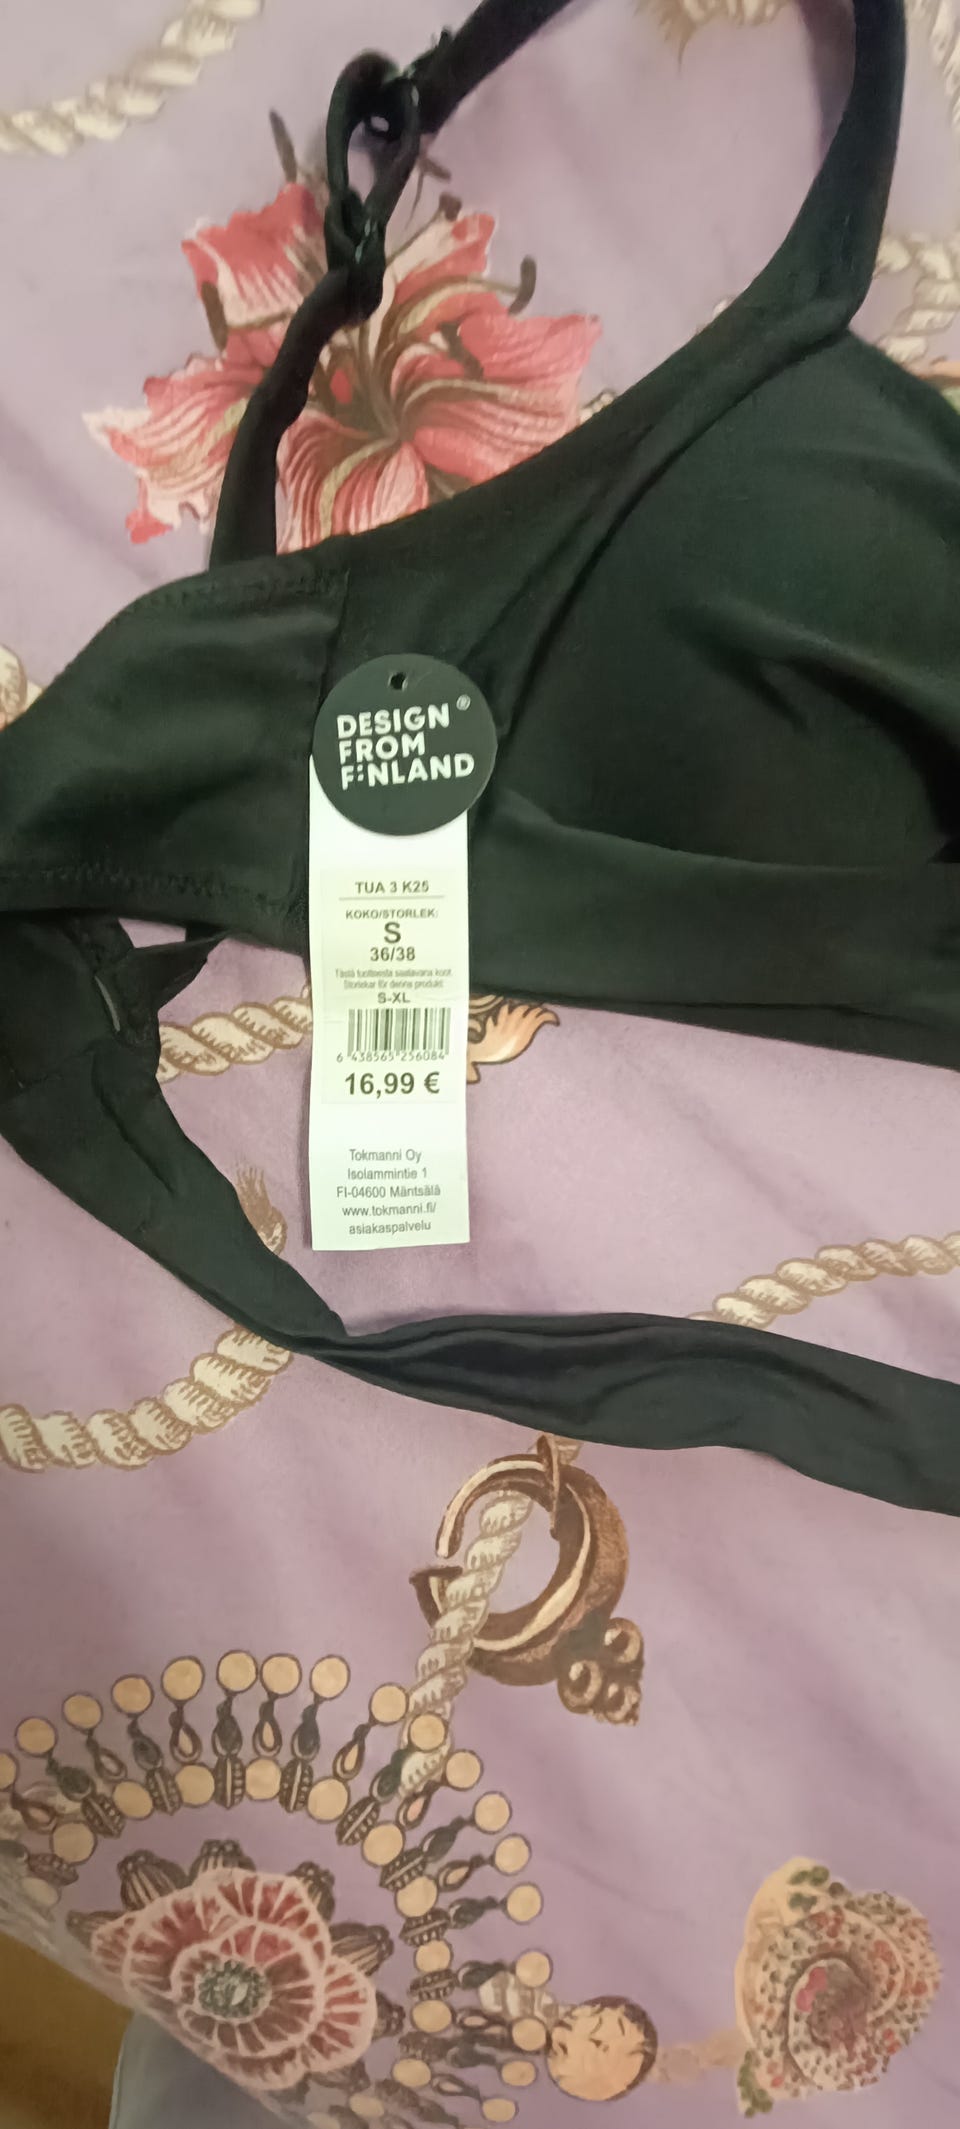 DESIGN ®
FROM
FINLAND
TUA 3 K25
KOKO/STORLEK:
S
36/38
Tästä tuotteesta saatavana koot.
Storlekar för denna produkt:
S-XL
6 438565 256084
16,99 €
Tokmanni Oy
Isolammintie 1
FI-04600 Mäntsälä
www.tokmanni.fi/
asiakaspalvelu